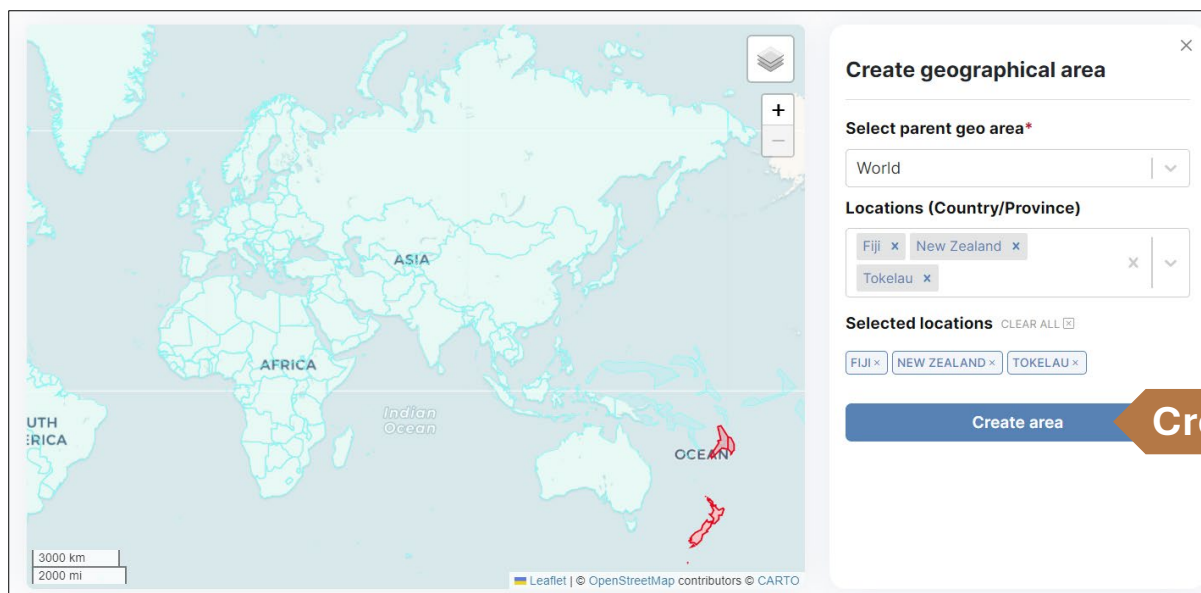 Create geographical area
Select parent geo area*
World
Locations (Country/Province)
Fiji x New Zealand x
Tokelau x
Selected locations CLEAR ALL
FIJI × NEW ZEALAND × TOKELAU ×
Create area
Cre
+
−
ASIA
AFRICA
Indian
Ocean
UTH
ERICA
OCEAN
3000 km
2000 mi
Leaflet | © OpenStreetMap contributors © CARTO